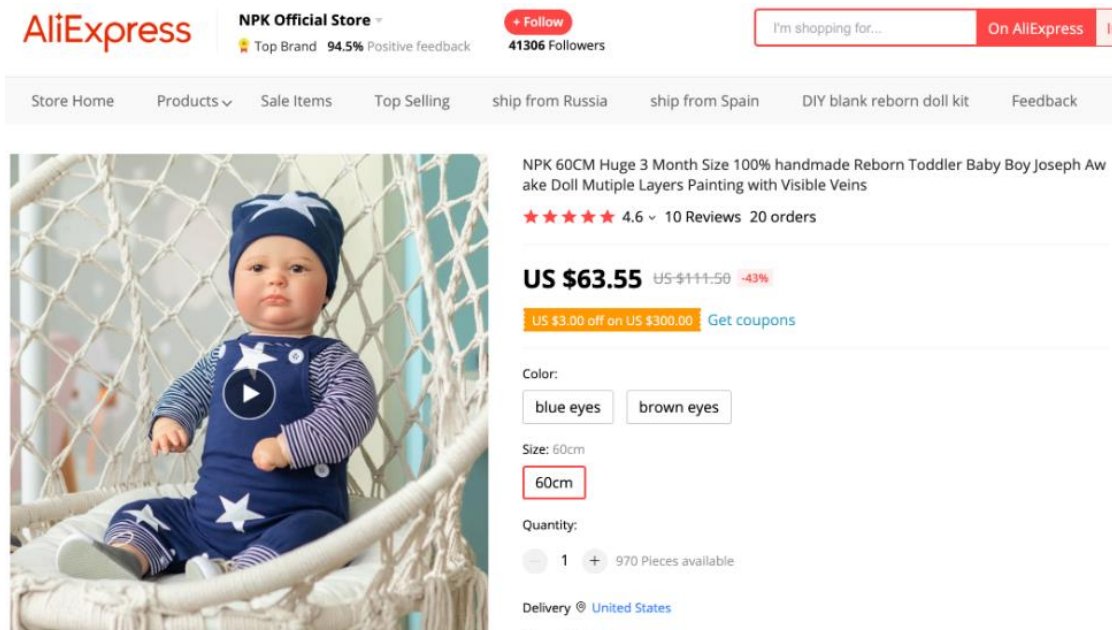 AliExpress
NPK Official Store
Top Brand 94.5% Positive feedback
+ Follow
41306 Followers
I'm shopping for...
On AliExpress
Store Home Products Sale Items Top Selling ship from Russia ship from Spain DIY blank reborn doll kit Feedback
NPK 60CM Huge 3 Month Size 100% handmade Reborn Toddler Baby Boy Joseph Aw
ake Doll Mutiple Layers Painting with Visible Veins
4.6 10 Reviews 20 orders
US $63.55 US $111.50 -43%
US $3.00 off on US $300.00 Get coupons
Color:
blue eyes brown eyes
Size: 60cm
60cm
Quantity:
1 + 970 Pieces available
Delivery United States